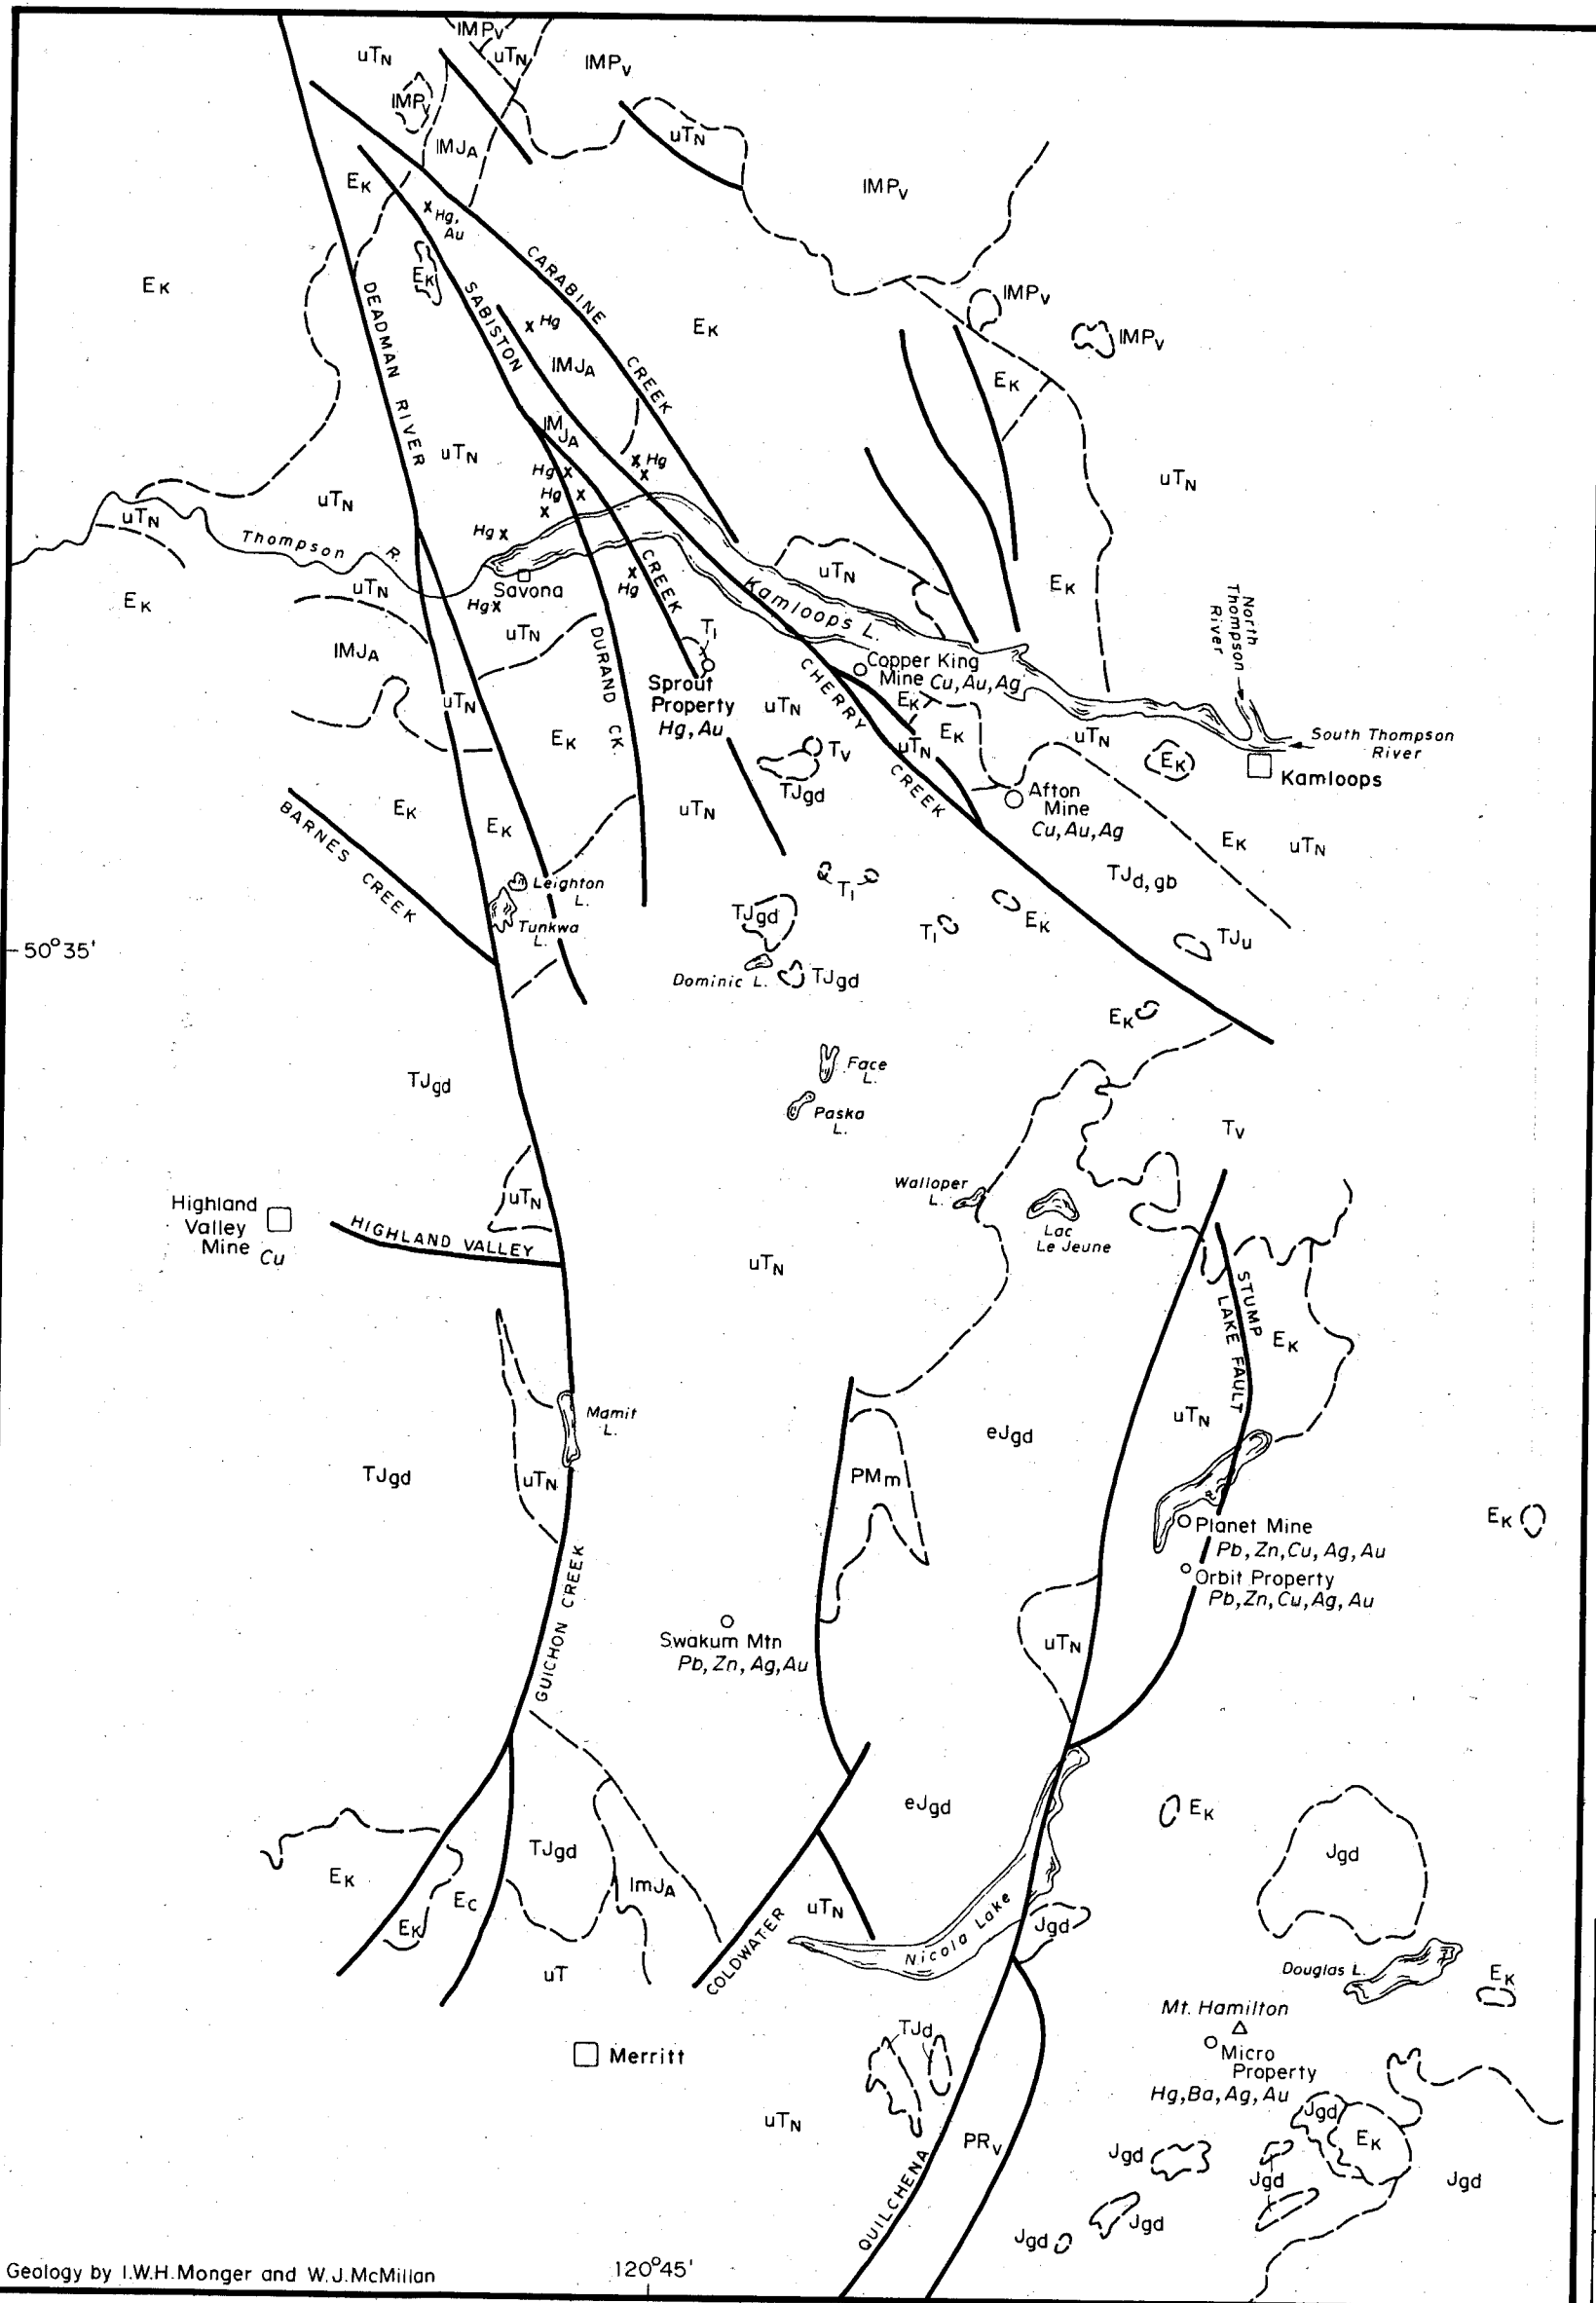 IMPv
uTN
uTN
IMPv
IMPv
uTN
IMJA
IMPv
EK
Hg,
Au
CARABINE
EK
EK
DEADMAN RIVER
SABISTON
IMPv
Hg
EK
IMPv
IMJA
CREEK
EK
IM
JA
uTN
Hg
Hg
uTN
uTN
Hg
uTN
Hg
Thompson R.
CREEK
uTN
uTN
Savona
Hg
Kamloops L.
EK
EK
Hg
North
Thompson
River
uTN
DURAND CK.
T1
IMJA
Copper King
Mine Cu, Au, Ag
CHERRY
Sprout
Property
Hg, Au
uTN
uTN
EK
EK
EK
uTN
uTN
South Thompson
River
TV
EK
TJgd
CREEK
Kamloops
Afton
Mine
Cu, Au, Ag
EK
BARNES CREEK
EK
uTN
EK
uTN
TJd, gb
Leighton
L.
T1
TJgd
EK
Tunkwa
L.
T1
TJu
50°35'
Dominic L.
TJgd
EK
Face
L.
TJgd
Paska
L.
TV
Walloper
L.
uTN
Highland
Valley
Mine Cu
HIGHLAND VALLEY
Lac
Le Jeune
uTN
STUMP
LAKE FAULT
EK
Mamit
L.
uTN
eJgd
TJgd
uTN
PMm
EK
Planet Mine
Pb, Zn, Cu, Ag, Au
Orbit Property
Pb, Zn, Cu, Ag, Au
GUICHON CREEK
Swakum Mtn
Pb, Zn, Ag, Au
uTN
eJgd
EK
TJgd
Jgd
EK
ImJA
EC
EK
uTN
Nicola Lake
Jgd
COLDWATER
uT
Douglas L.
EK
Mt. Hamilton
TJd
Merritt
Micro
Property
Hg, Ba, Ag, Au
Jgd
uTN
PRV
EK
Jgd
Jgd
Jgd
QUILCHENA
Jgd
Jgd
Geology by I.W.H. Monger and W.J. McMillan
120°45'